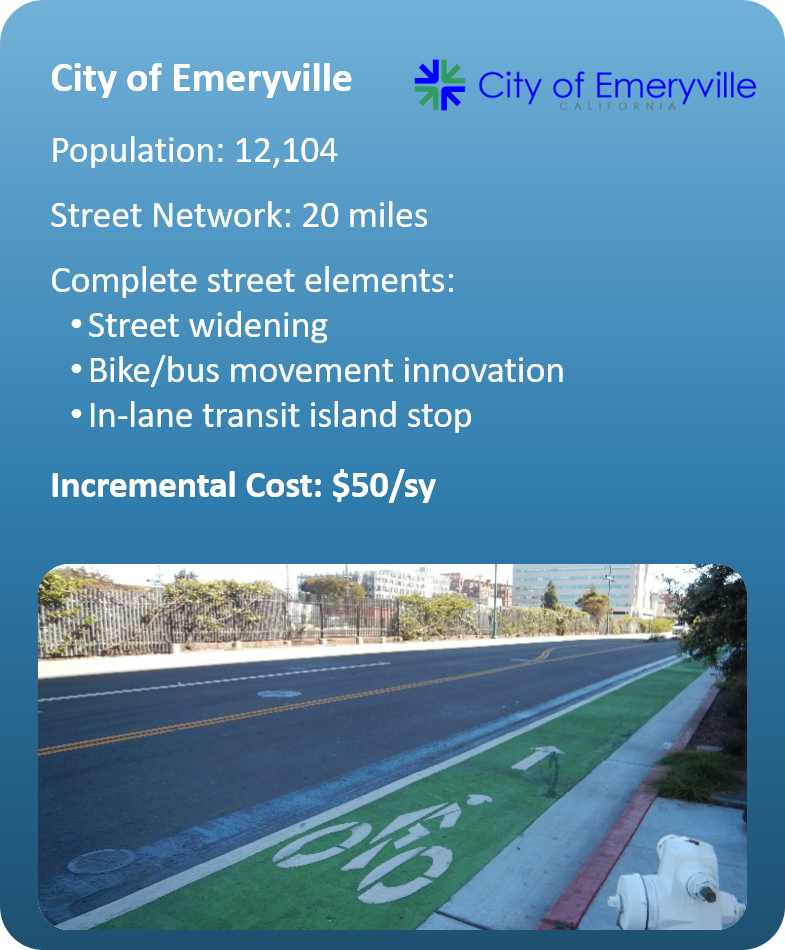 City of Emeryville
City of Emeryville
CALIFORNIA
Population: 12,104
Street Network: 20 miles
Complete street elements:
• Street widening
• Bike/bus movement innovation
• In-lane transit island stop
Incremental Cost: $50/sy